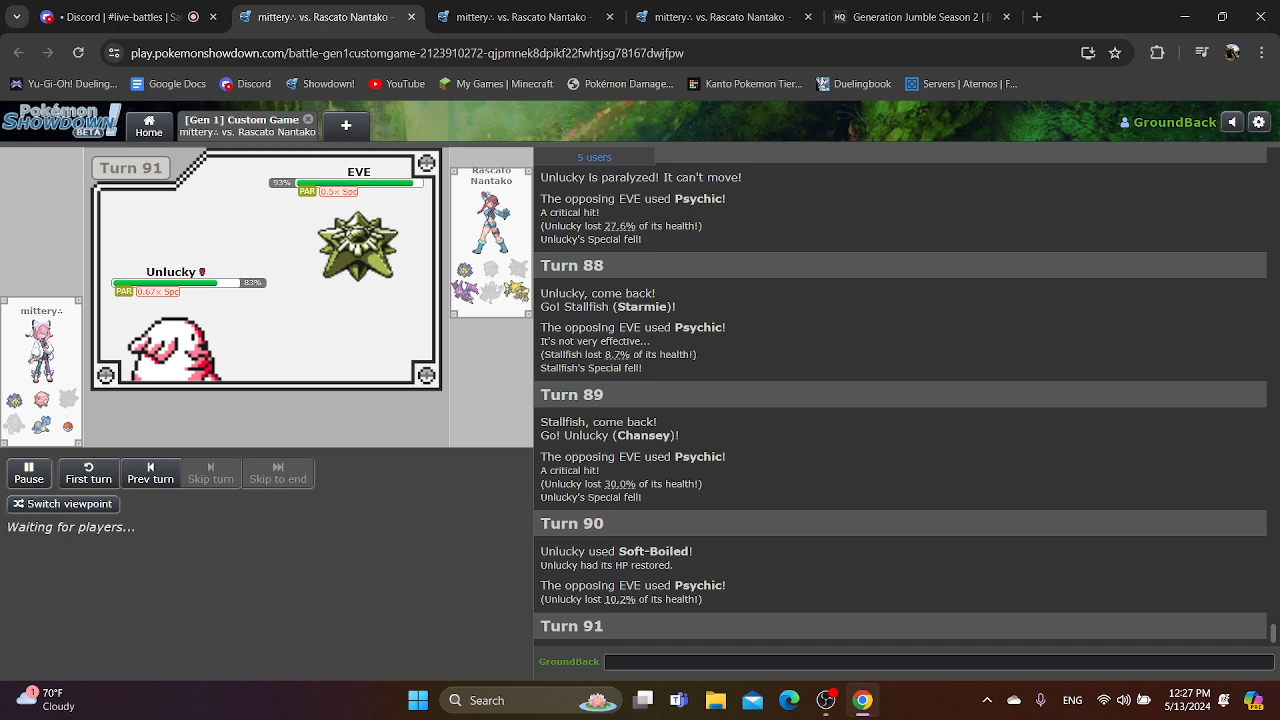 Discord | #live-battles | Sa
mittery∴ vs. Rascato Nantako -
mittery∴ vs. Rascato Nantako -
mittery∴ vs. Rascato Nantako -
HQ Generation Jumble Season 2 | B
play.pokemonshowdown.com/battle-gen1customgame-2123910272-qjpmnek8dpikf22fwhtjsg78167dwjfpw
Yu-Gi-Oh! Dueling...
Google Docs
Discord
Showdown!
YouTube
My Games | Minecraft
Pokémon Damage...
Kanto Pokemon Tier...
Duelingbook
Servers | Aternos | F...
Pokémon
SHOWDOWN!
BETA
Home
[Gen 1] Custom Game
mittery∴ vs. Rascato Nantako
GroundBack
Turn 91
EVE
93%
PAR 0.5× Spc
Unlucky
83%
PAR 0.67× Spc
Rascato
Nantako
mittery∴
Pause
First turn
Prev turn
Skip turn
Skip to end
Switch viewpoint
Waiting for players...
5 users
Unlucky is paralyzed! It can't move!
The opposing EVE used Psychic!
A critical hit!
(Unlucky lost 27.6% of its health!)
Unlucky's Special fell!
Turn 88
Unlucky, come back!
Go! Stallfish (Starmie)!
The opposing EVE used Psychic!
It's not very effective...
(Stallfish lost 8.7% of its health!)
Stallfish's Special fell!
Turn 89
Stallfish, come back!
Go! Unlucky (Chansey)!
The opposing EVE used Psychic!
A critical hit!
(Unlucky lost 30.0% of its health!)
Unlucky's Special fell!
Turn 90
Unlucky used Soft-Boiled!
Unlucky had its HP restored.
The opposing EVE used Psychic!
(Unlucky lost 10.2% of its health!)
Turn 91
GroundBack
1
70°F
Cloudy
Search
ENG
12:27 PM
5/13/2024
PRE